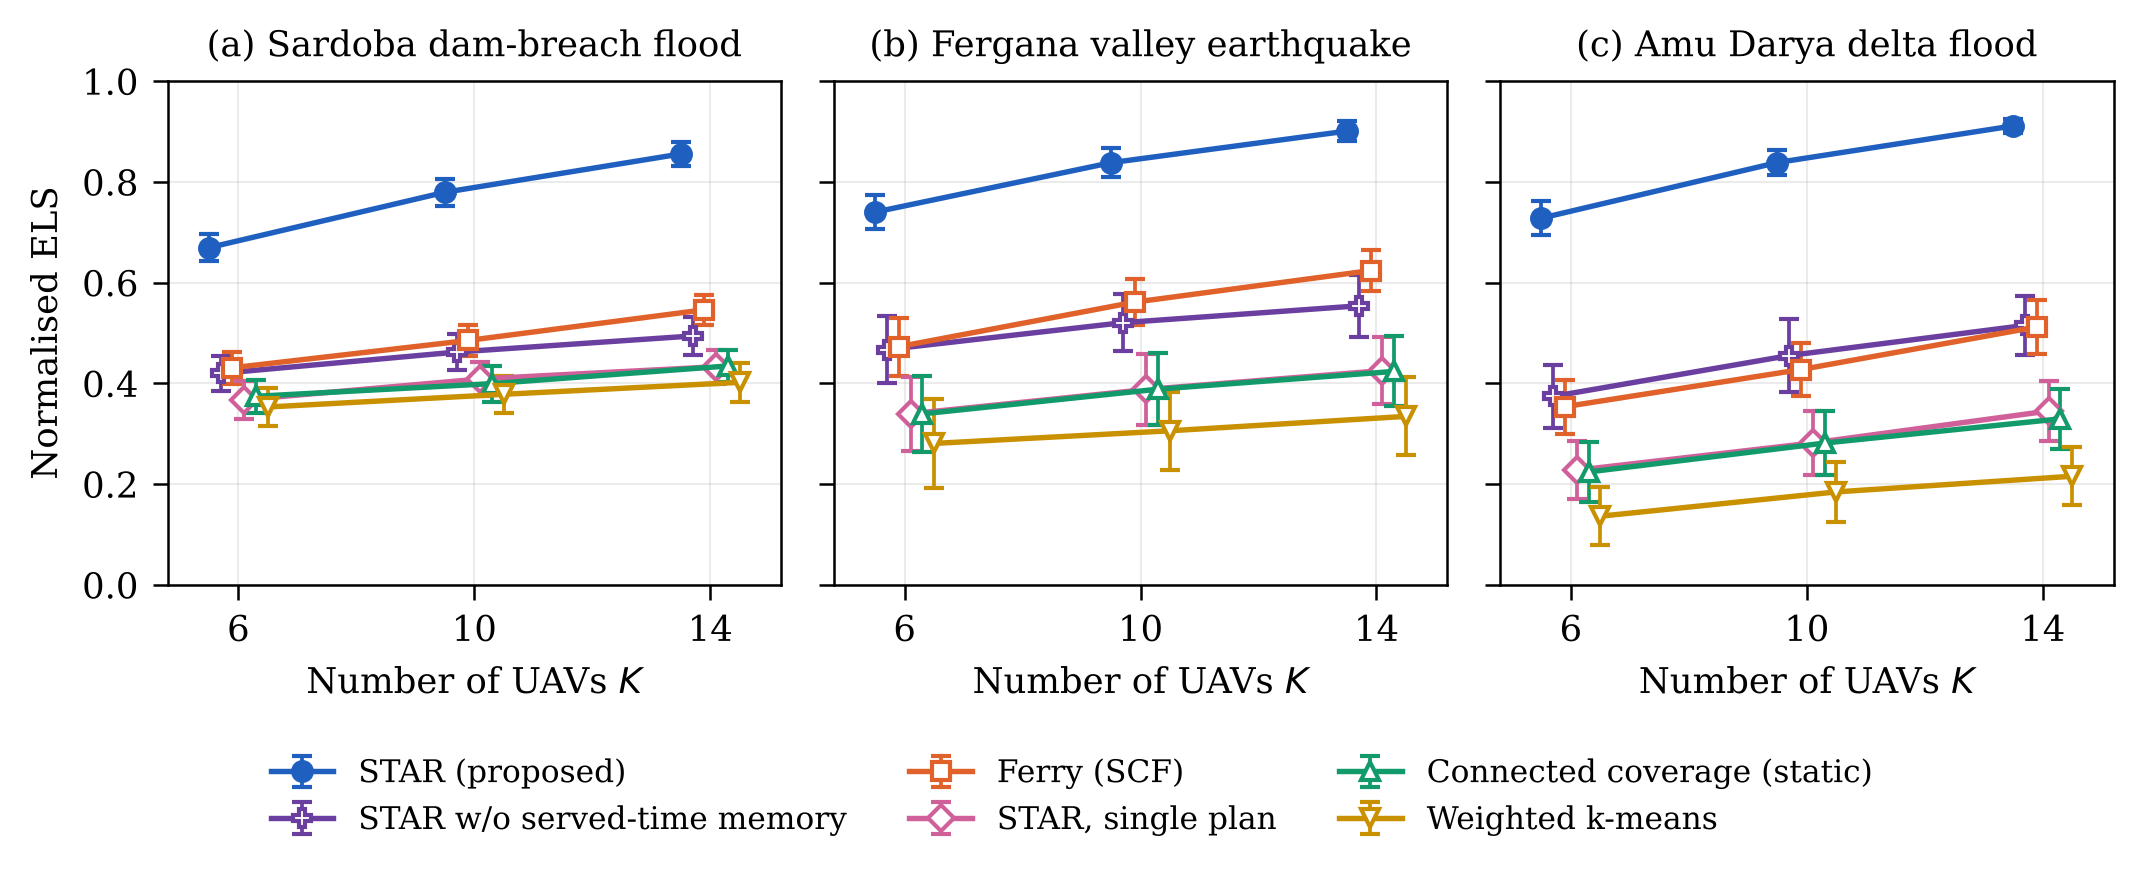 (a) Sardoba dam-breach flood
(b) Fergana valley earthquake
(c) Amu Darya delta flood
Normalised ELS
1.0
0.8
0.6
0.4
0.2
0.0
6 10 14
6 10 14
6 10 14
Number of UAVs K
Number of UAVs K
Number of UAVs K
STAR (proposed)
STAR w/o served-time memory
Ferry (SCF)
STAR, single plan
Connected coverage (static)
Weighted k-means